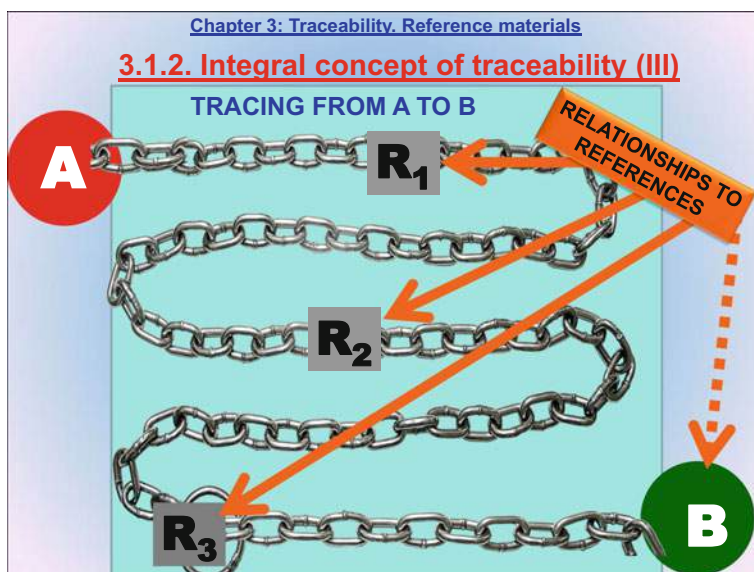 Chapter 3: Traceability. Reference materials
3.1.2. Integral concept of traceability (III)
TRACING FROM A TO B
RELATIONSHIPS TO
REFERENCES
A
R1
R2
R3
B